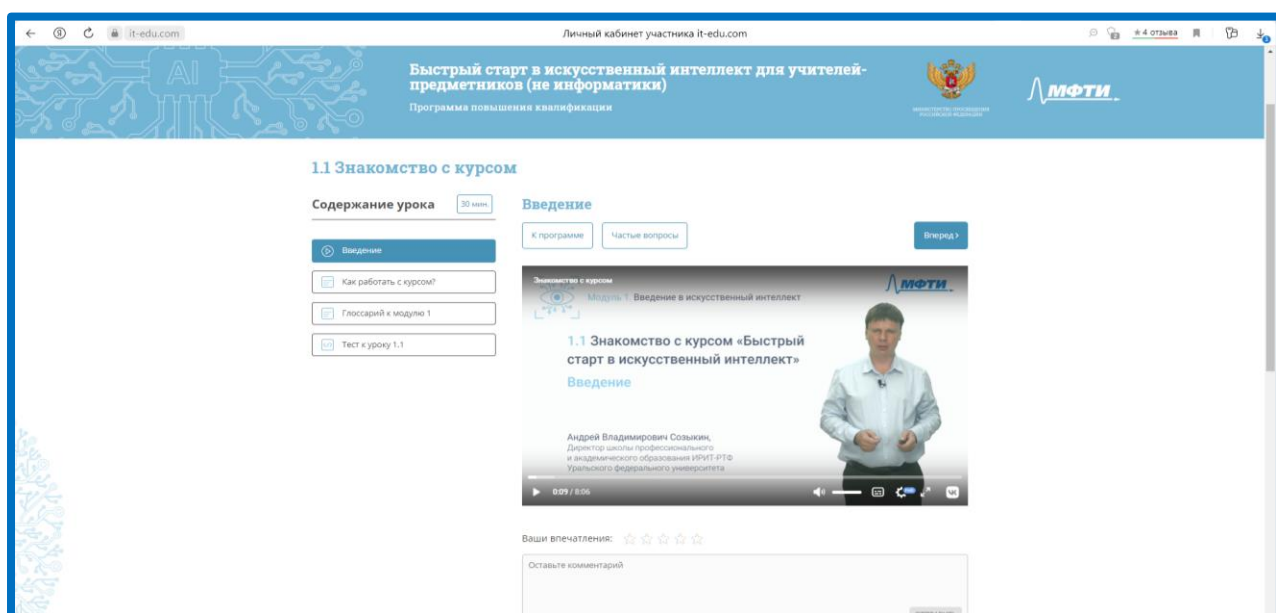 it-edu.com
Личный кабинет участника it-edu.com
★ 4 отзыва
AI
Быстрый старт в искусственный интеллект для учителей-
предметников (не информатики)
Программа повышения квалификации
МИНИСТЕРСТВО ПРОСВЕЩЕНИЯ
РОССИЙСКОЙ ФЕДЕРАЦИИ
МФТИ
1.1 Знакомство с курсом
Содержание урока
30 мин.
Введение
Как работать с курсом?
Глоссарий к модулю 1
Тест к уроку 1.1
Введение
К программе
Частые вопросы
Вперед >
Знакомство с курсом
МФТИ
Модуль 1. Введение в искусственный интеллект
1.1 Знакомство с курсом «Быстрый
старт в искусственный интеллект»
Введение
Андрей Владимирович Созыкин,
Директор школы профессионального
и академического образования ИРИТ-РТФ
Уральского федерального университета
0:09 / 8:06
Ваши впечатления:
Оставьте комментарий